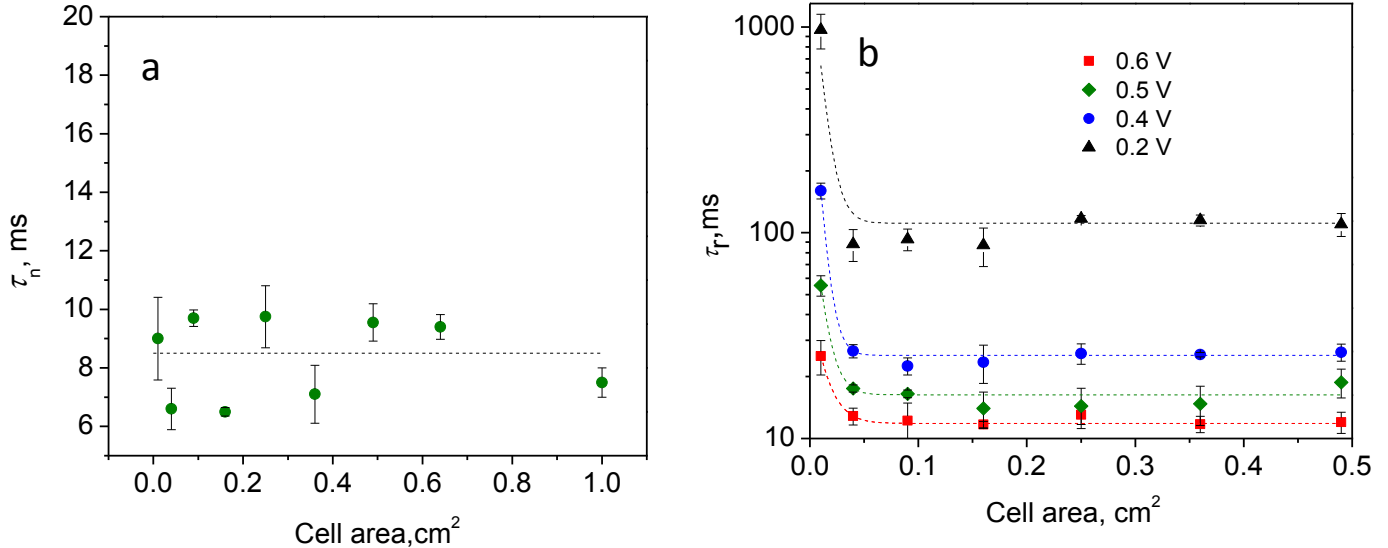 a
20
18
16
14
12
10
8
6
τn, ms
0.0 0.2 0.4 0.6 0.8 1.0
Cell area,cm2
b
0.6 V
0.5 V
0.4 V
0.2 V
1000
100
10
τr,ms
0.0 0.1 0.2 0.3 0.4 0.5
Cell area, cm2